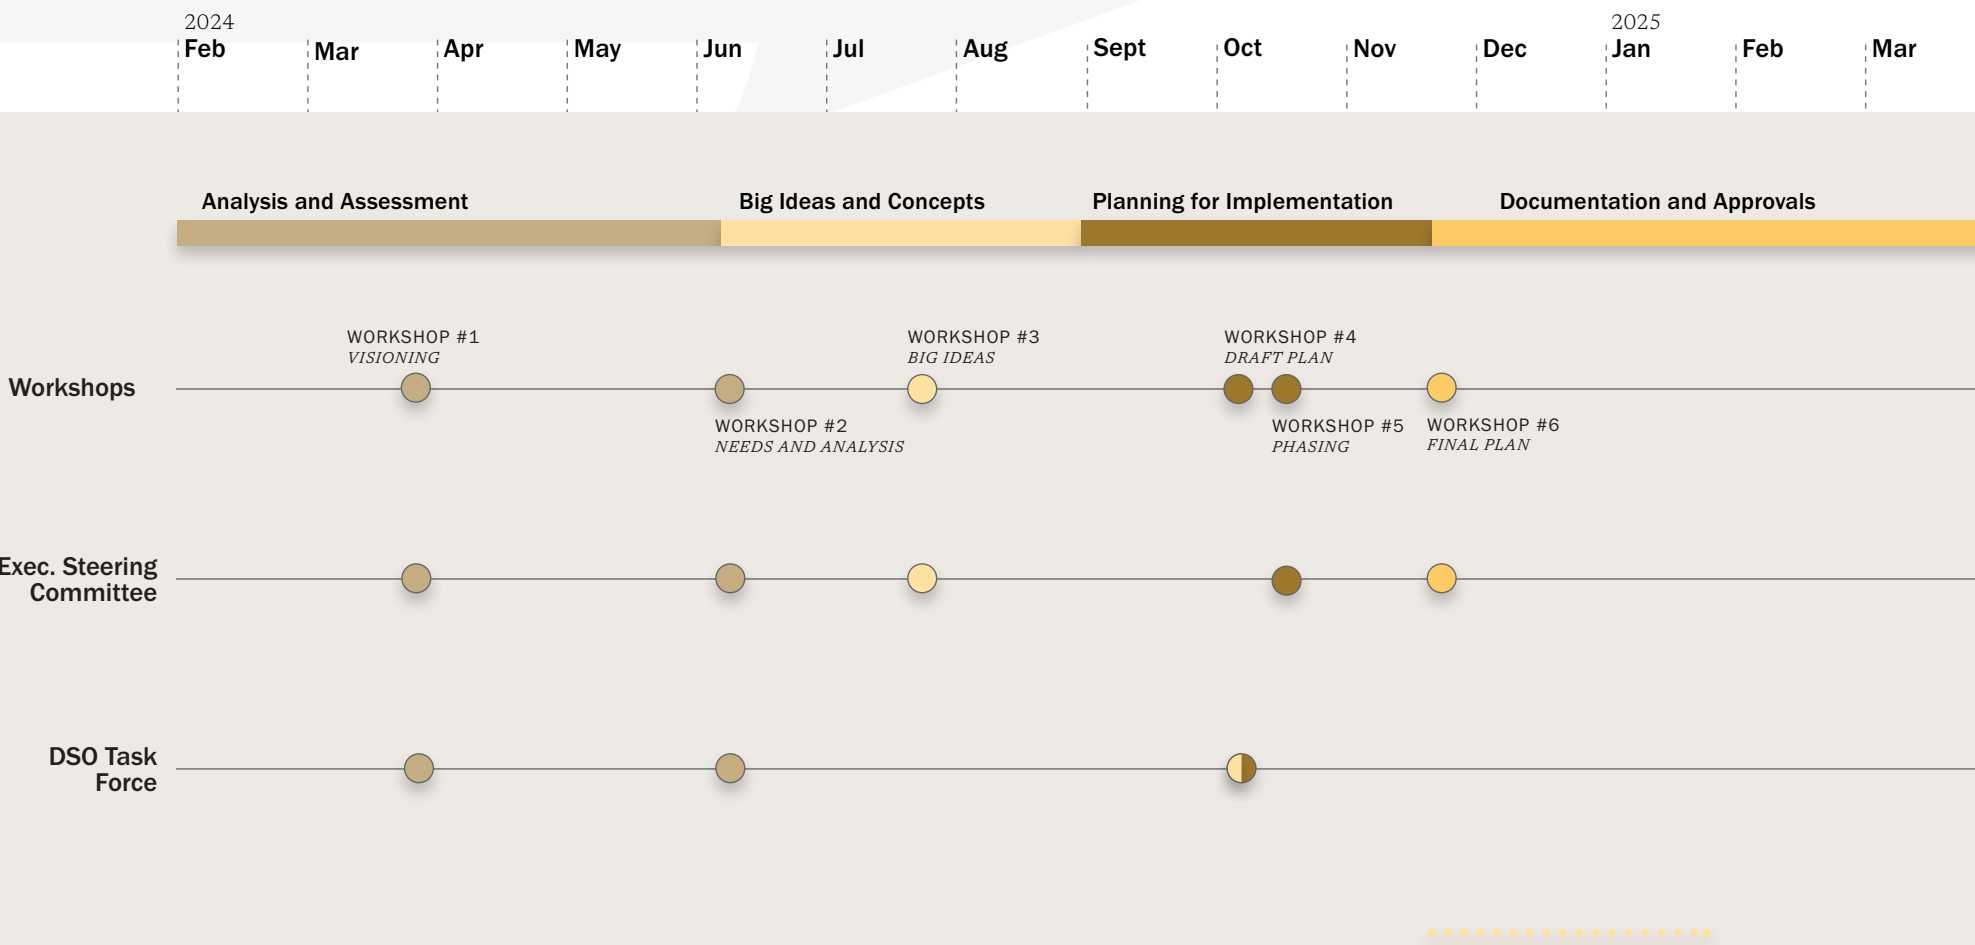 2024
2025
Feb
Mar
Apr
May
Jun
Jul
Aug
Sept
Oct
Nov
Dec
Jan
Feb
Mar
Analysis and Assessment
Big Ideas and Concepts
Planning for Implementation
Documentation and Approvals
WORKSHOP #1
VISIONING
WORKSHOP #3
BIG IDEAS
WORKSHOP #4
DRAFT PLAN
Workshops
WORKSHOP #2
NEEDS AND ANALYSIS
WORKSHOP #5
PHASING
WORKSHOP #6
FINAL PLAN
Exec. Steering
Committee
DSO Task
Force